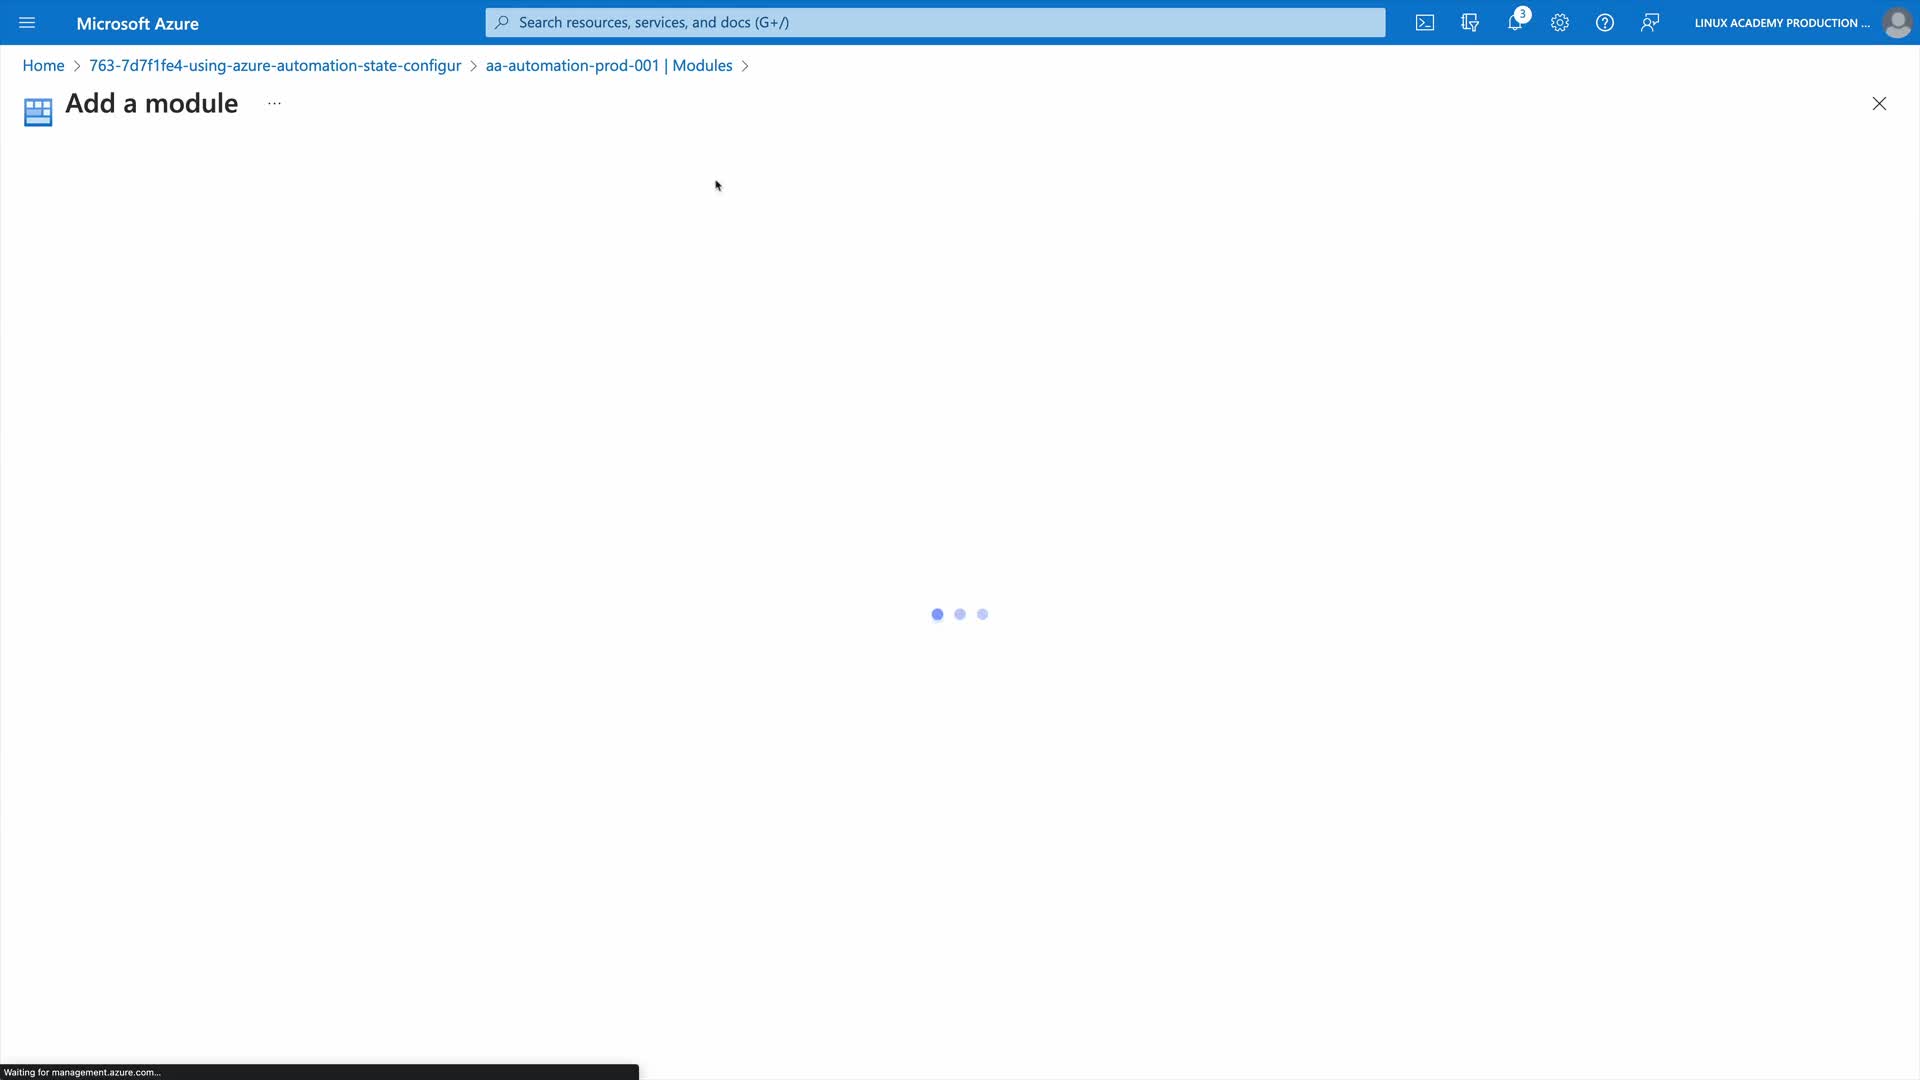 Microsoft Azure
Search resources, services, and docs (G+/)
3
LINUX ACADEMY PRODUCTION ...
Home > 763-7d7f1fe4-using-azure-automation-state-configur > aa-automation-prod-001 | Modules >
Add a module ...
Waiting for management.azure.com...